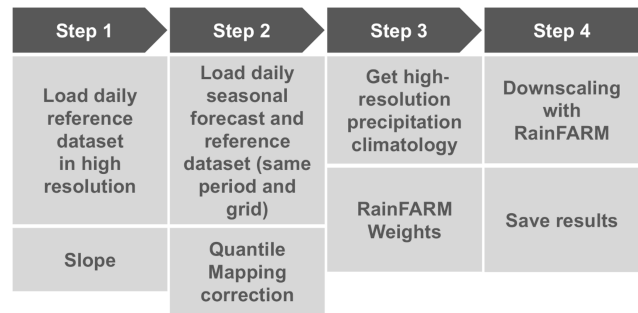 Step 1
Step 2
Step 3
Step 4
Load daily
reference
dataset
in high
resolution
Slope
Load daily
seasonal
forecast and
reference
dataset (same
period and
grid)
Quantile
Mapping
correction
Get high-
resolution
precipitation
climatology
RainFARM
Weights
Downscaling
with
RainFARM
Save results